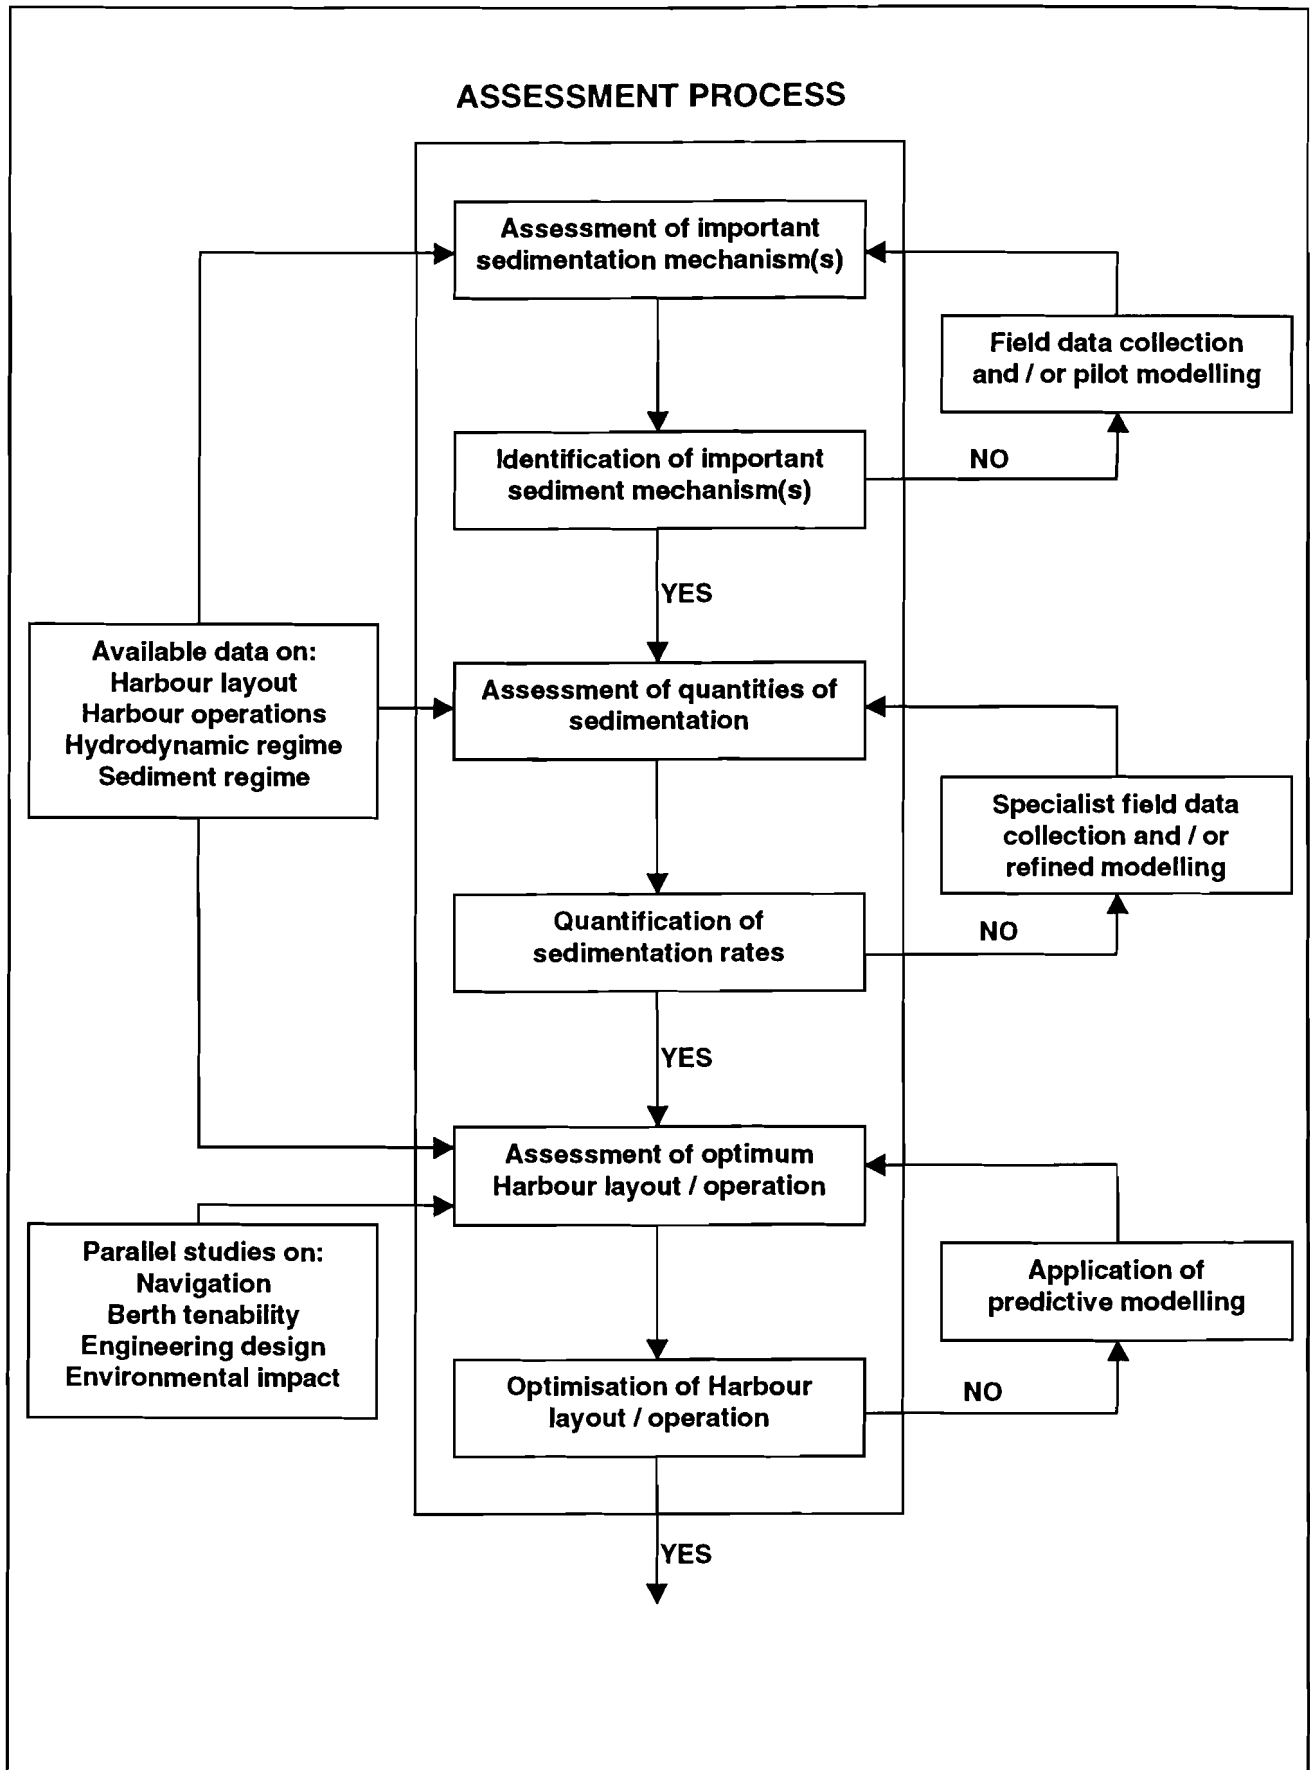 ASSESSMENT PROCESS
Assessment of important
sedimentation mechanism(s)
Field data collection
and / or pilot modelling
Identification of important
sediment mechanism(s)
NO
YES
Available data on:
Harbour layout
Harbour operations
Hydrodynamic regime
Sediment regime
Assessment of quantities of
sedimentation
Specialist field data
collection and / or
refined modelling
Quantification of
sedimentation rates
NO
YES
Assessment of optimum
Harbour layout / operation
Parallel studies on:
Navigation
Berth tenability
Engineering design
Environmental impact
Application of
predictive modelling
Optimisation of Harbour
layout / operation
NO
YES